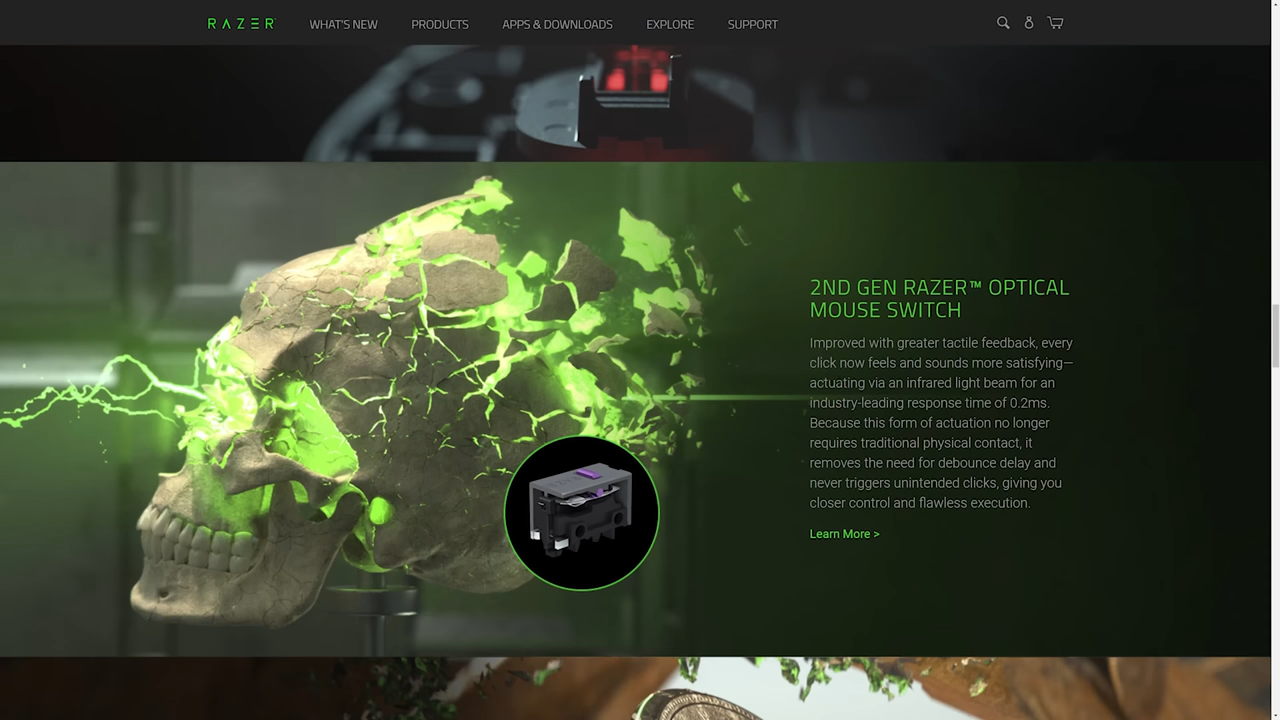 RAZER WHAT'S NEW PRODUCTS APPS & DOWNLOADS EXPLORE SUPPORT
2ND GEN RAZER™ OPTICAL
MOUSE SWITCH
Improved with greater tactile feedback, every
click now feels and sounds more satisfying—
actuating via an infrared light beam for an
industry-leading response time of 0.2ms.
Because this form of actuation no longer
requires traditional physical contact, it
removes the need for debounce delay and
never triggers unintended clicks, giving you
closer control and flawless execution.
Learn More >